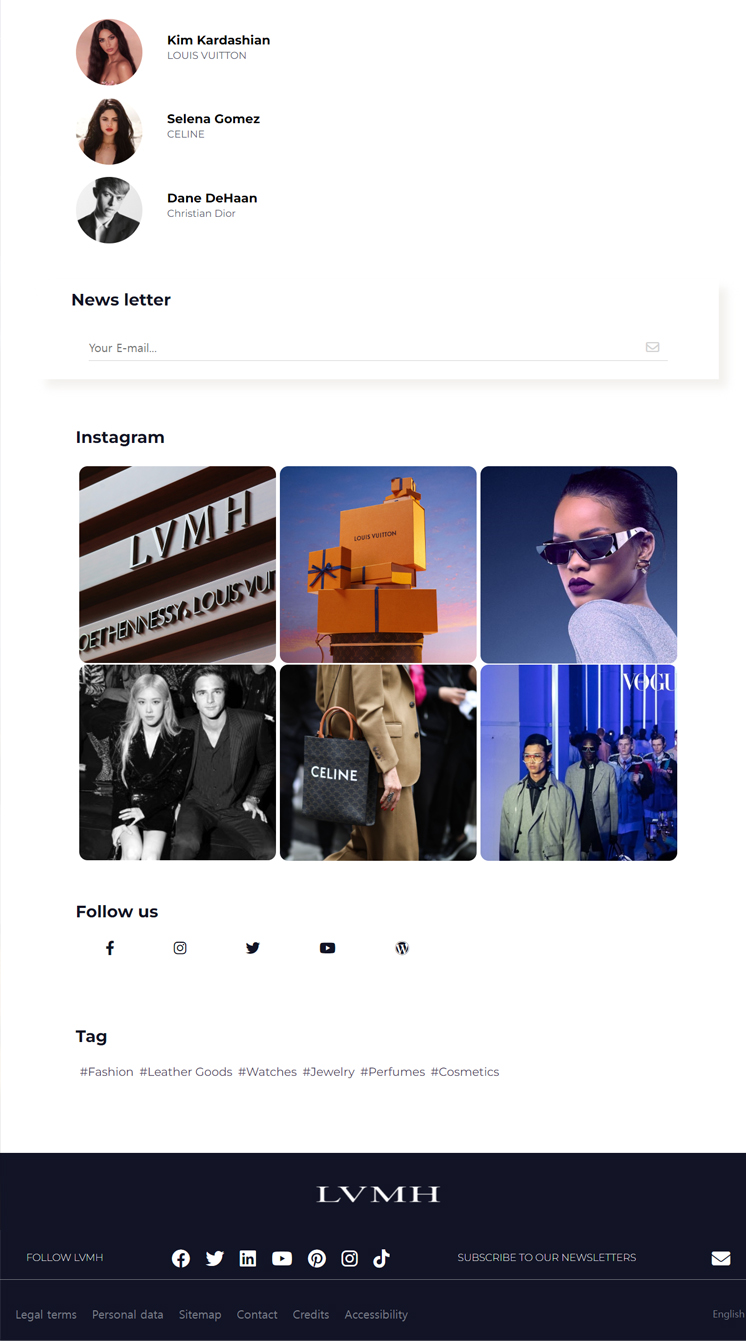 Kim Kardashian
LOUIS VUITTON
Selena Gomez
CELINE
Dane DeHaan
Christian Dior
News letter
Your E-mail...
Instagram
LVMH
OET HENNESSY. LOUIS VUI
LOUIS VUITTON
CELINE
VOGU
Follow us
Tag
#Fashion #Leather Goods #Watches #Jewelry #Perfumes #Cosmetics
LVMH
FOLLOW LVMH
SUBSCRIBE TO OUR NEWSLETTERS
Legal terms Personal data Sitemap Contact Credits Accessibility
English